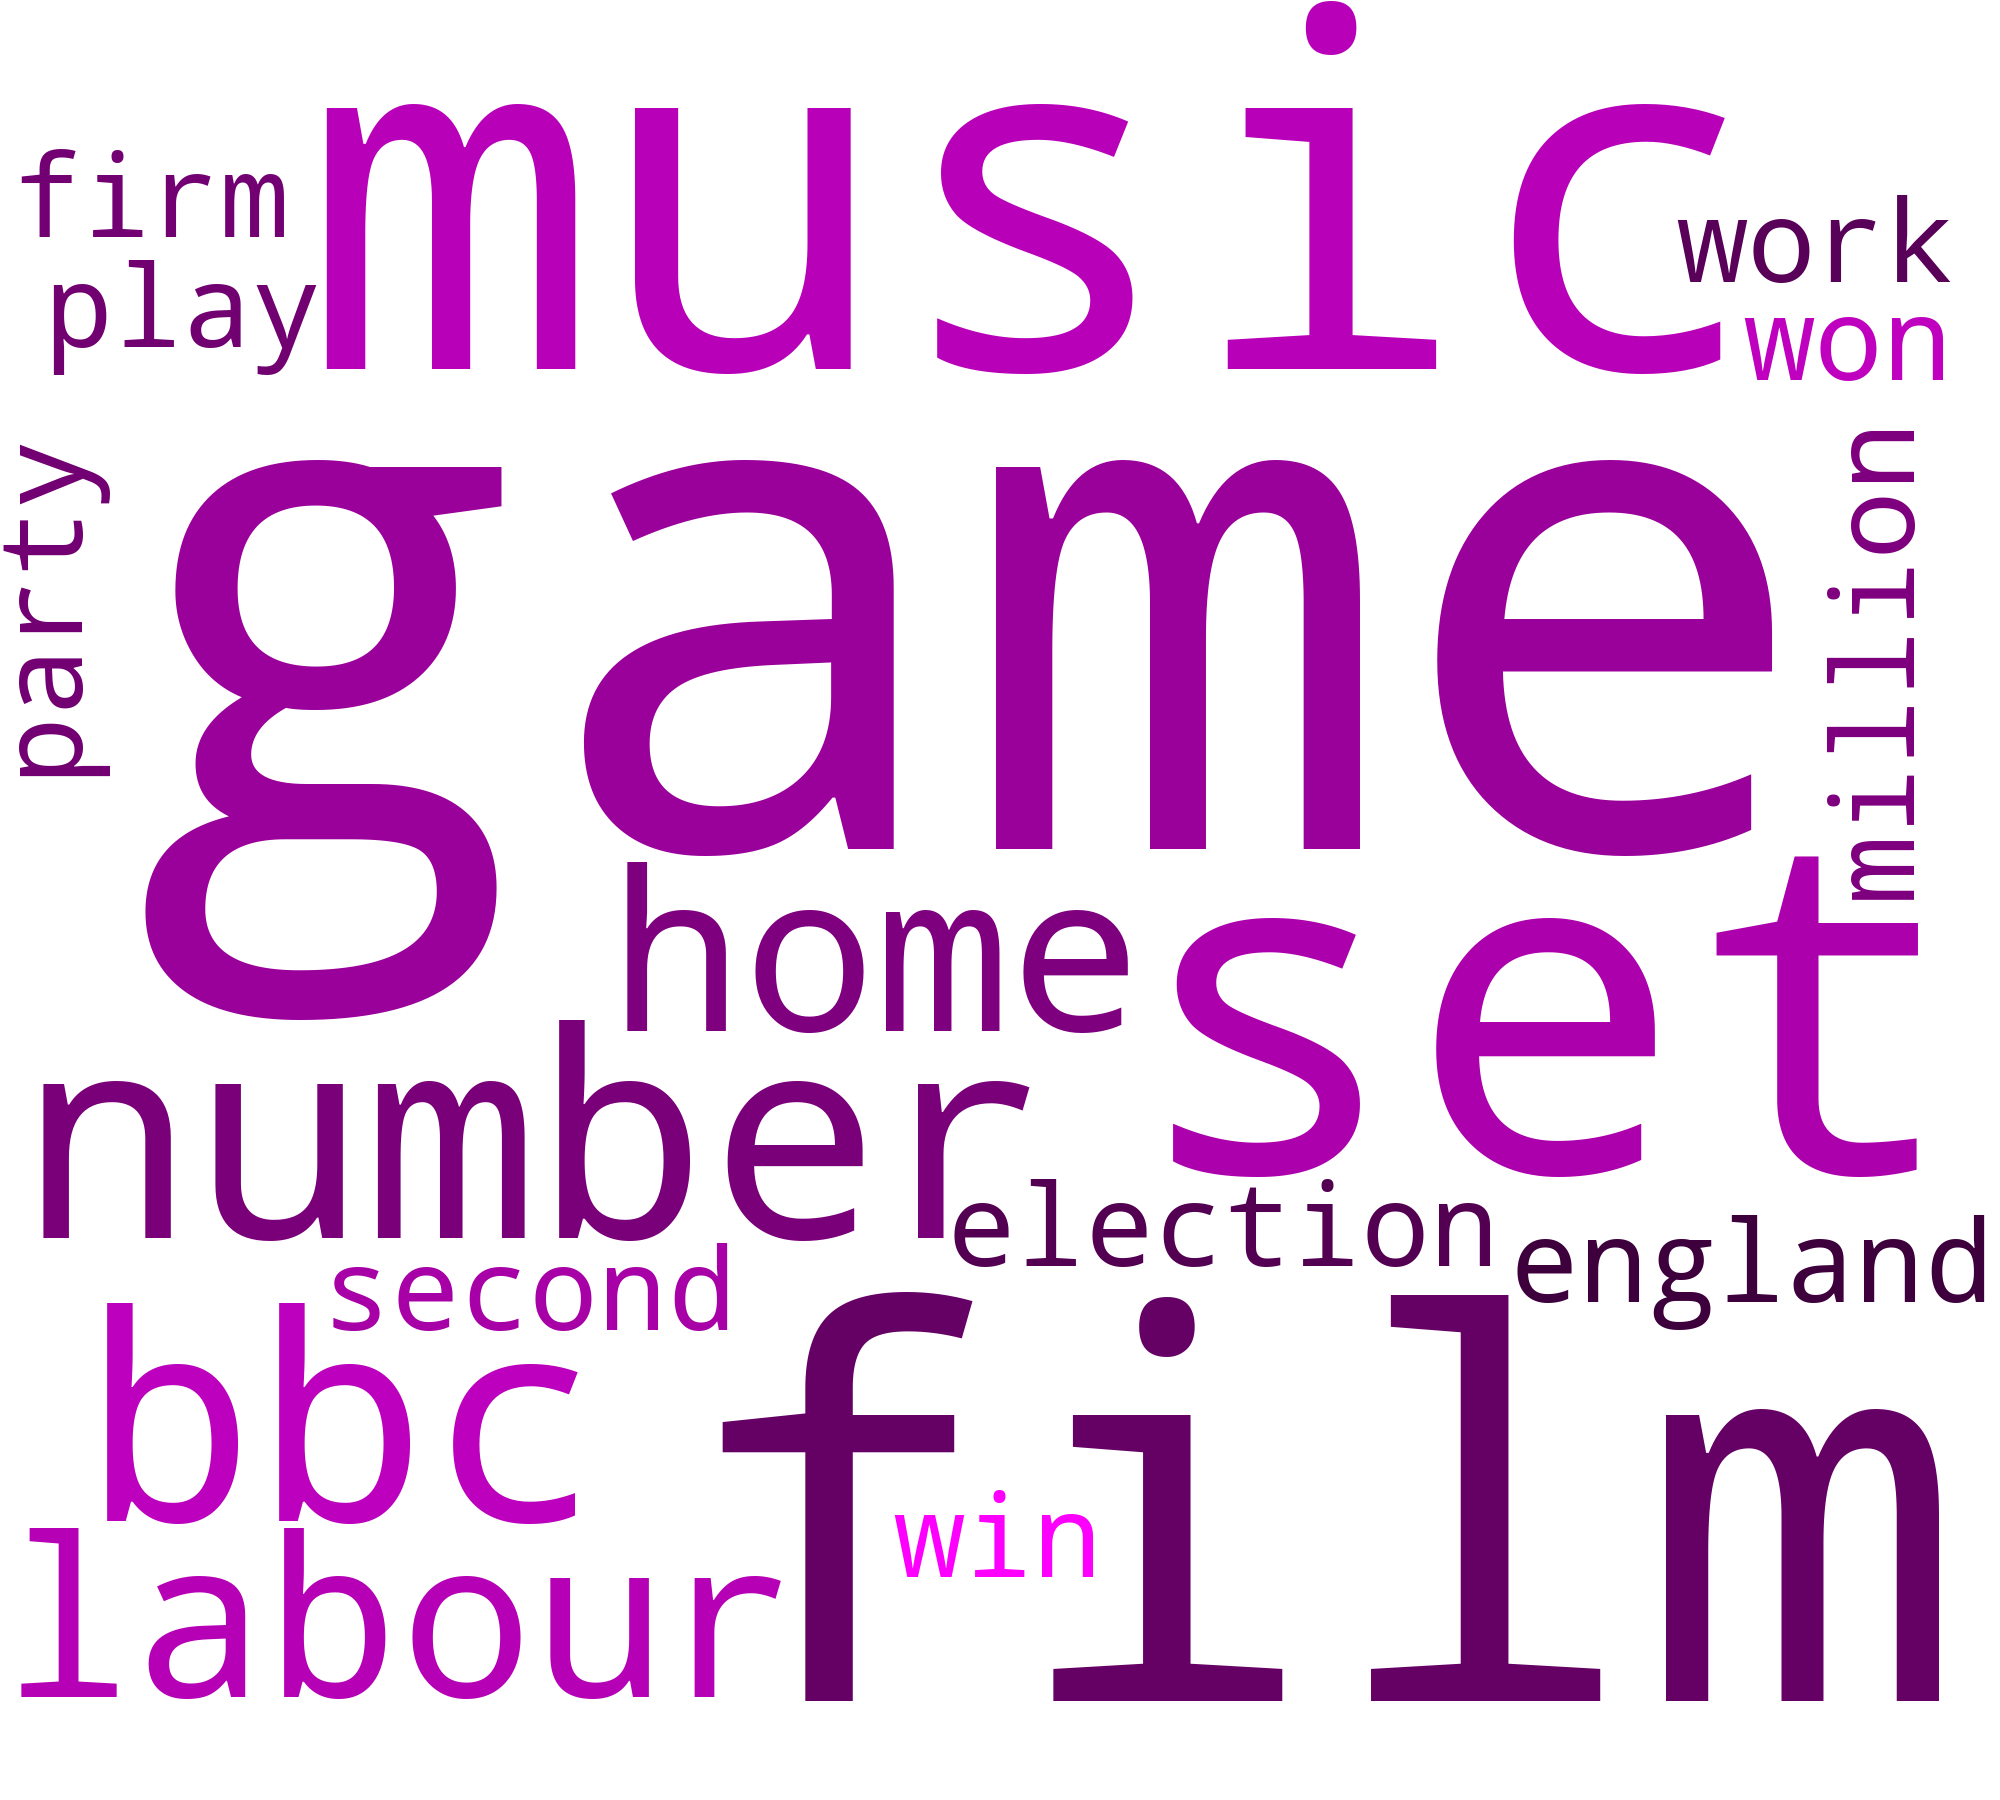 music
firm
work
play
won
party
million
game
home
set
number
election
england
second
bbc
film
win
labour